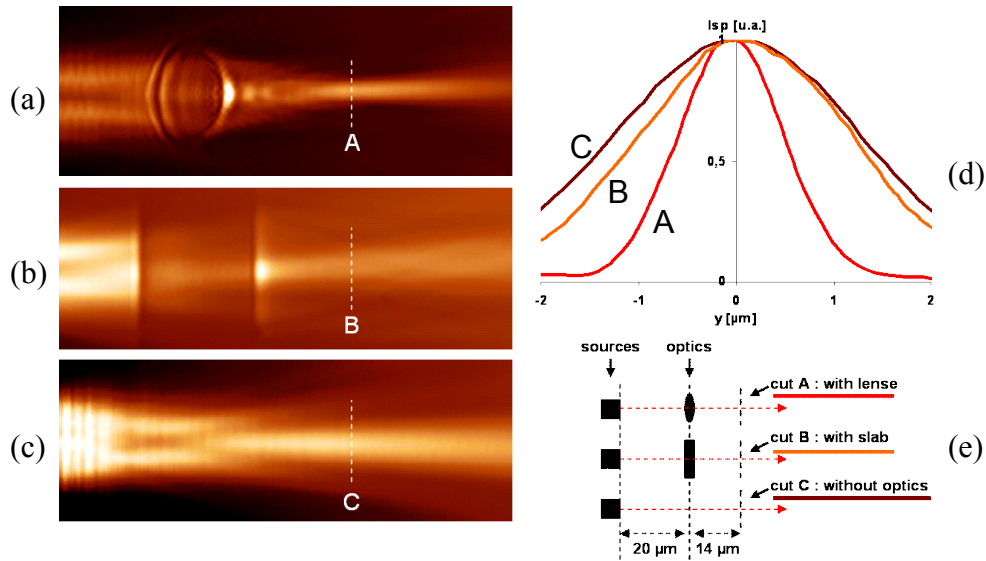 (a)
A
(b)
B
(c)
C
Isp [u.a.]
1
C
B
A
0,5
0
-2
-1
0
1
2
y [µm]
(d)
sources
optics
cut A : with lense
cut B : with slab
cut C : without optics
20 µm
14 µm
(e)